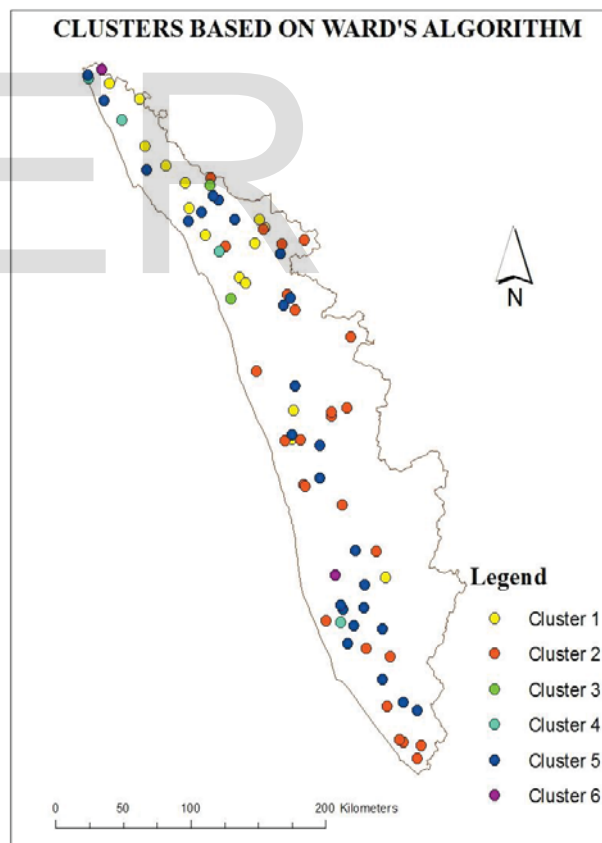 CLUSTERS BASED ON WARD'S ALGORITHM
ER
N
Legend
Cluster 1
Cluster 2
Cluster 3
Cluster 4
Cluster 5
Cluster 6
0 50 100 200 Kilometers